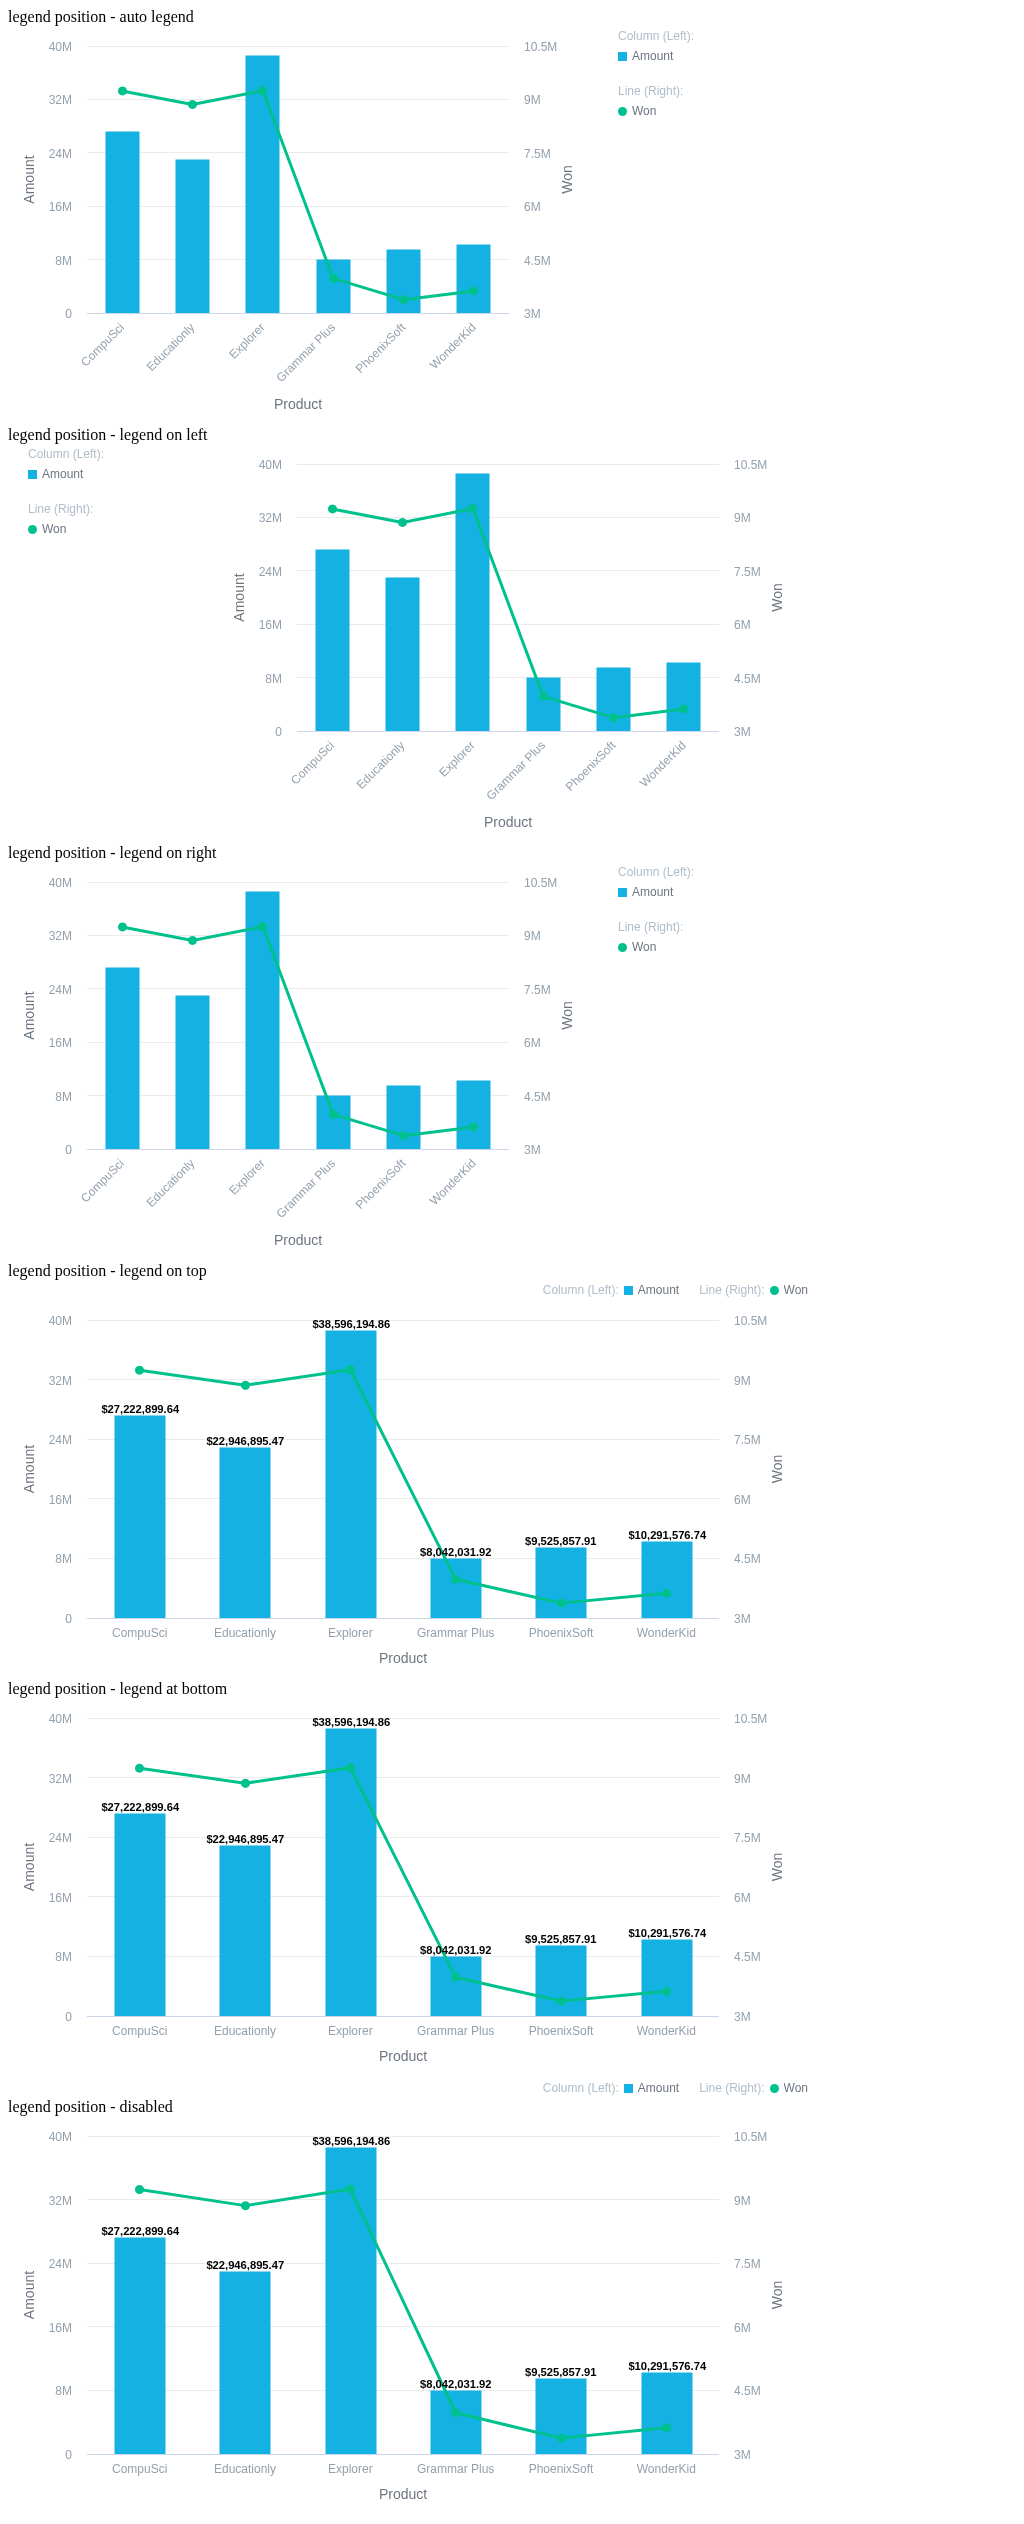 legend position - auto legend
Column (Left):
Amount
Line (Right):
Won
40M
32M
24M
16M
8M
0
Amount
10.5M
9M
7.5M
6M
4.5M
3M
Won
CompuSci
Educationly
Explorer
Grammar Plus
PhoenixSoft
WonderKid
Product
legend position - legend on left
Column (Left):
Amount
Line (Right):
Won
40M
32M
24M
16M
8M
0
Amount
10.5M
9M
7.5M
6M
4.5M
3M
Won
CompuSci
Educationly
Explorer
Grammar Plus
PhoenixSoft
WonderKid
Product
legend position - legend on right
Column (Left):
Amount
Line (Right):
Won
40M
32M
24M
16M
8M
0
Amount
10.5M
9M
7.5M
6M
4.5M
3M
Won
CompuSci
Educationly
Explorer
Grammar Plus
PhoenixSoft
WonderKid
Product
legend position - legend on top
Column (Left): Amount Line (Right): Won
40M
32M
24M
16M
8M
0
Amount
$27,222,899.64
$22,946,895.47
$38,596,194.86
$8,042,031.92
$9,525,857.91
$10,291,576.74
10.5M
9M
7.5M
6M
4.5M
3M
Won
CompuSci Educationly Explorer Grammar Plus PhoenixSoft WonderKid
Product
legend position - legend at bottom
40M
32M
24M
16M
8M
0
Amount
$27,222,899.64
$22,946,895.47
$38,596,194.86
$8,042,031.92
$9,525,857.91
$10,291,576.74
10.5M
9M
7.5M
6M
4.5M
3M
Won
CompuSci Educationly Explorer Grammar Plus PhoenixSoft WonderKid
Product
Column (Left): Amount Line (Right): Won
legend position - disabled
40M
32M
24M
16M
8M
0
Amount
$27,222,899.64
$22,946,895.47
$38,596,194.86
$8,042,031.92
$9,525,857.91
$10,291,576.74
10.5M
9M
7.5M
6M
4.5M
3M
Won
CompuSci Educationly Explorer Grammar Plus PhoenixSoft WonderKid
Product